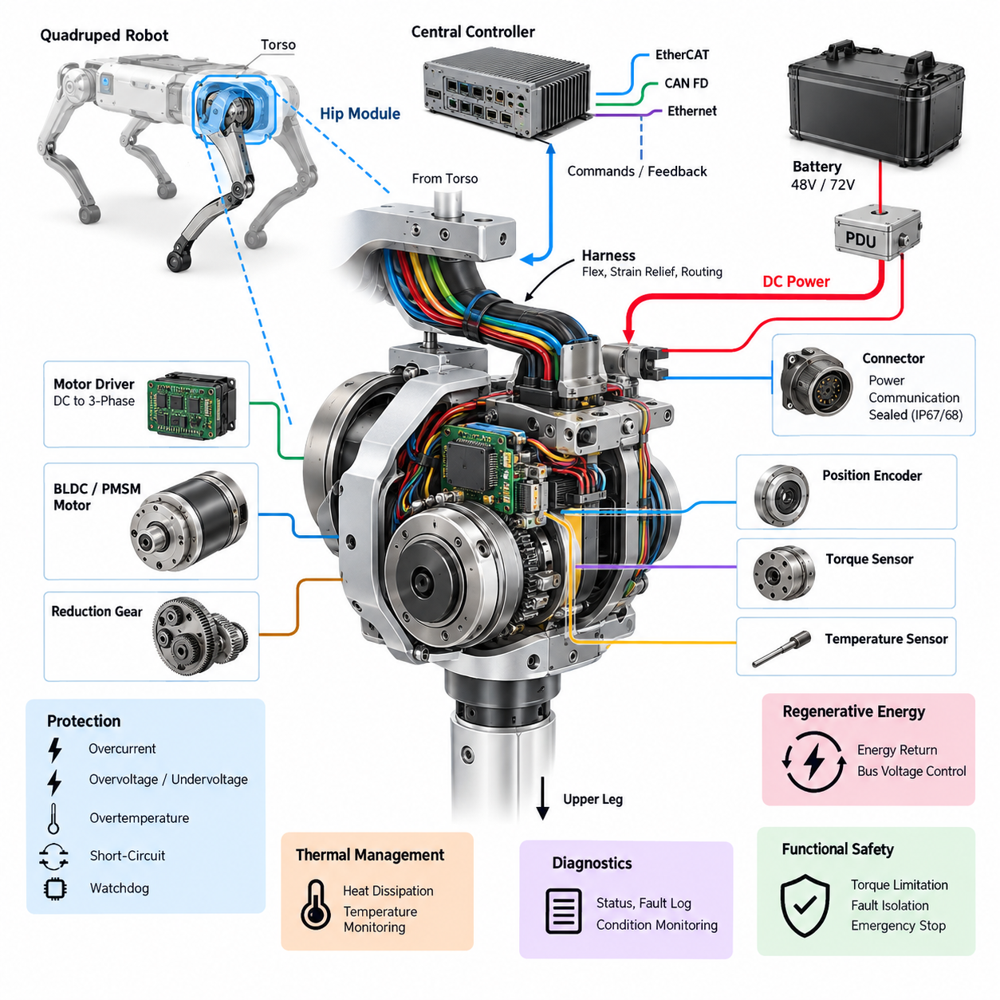 Quadruped Robot
Torso
Hip Module
Central Controller
EtherCAT
CAN FD
Ethernet
Commands / Feedback
From Torso
Battery
48V / 72V
PDU
DC Power
Harness
Flex, Strain Relief, Routing
Motor Driver
DC to 3-Phase
BLDC / PMSM
Motor
Reduction Gear
Connector
Power
Communication
Sealed (IP67/68)
Position Encoder
Torque Sensor
Temperature Sensor
Upper Leg
Protection
Overcurrent
Overvoltage / Undervoltage
Overtemperature
Short-Circuit
Watchdog
Thermal Management
Heat Dissipation
Temperature
Monitoring
Diagnostics
Status, Fault Log
Condition Monitoring
Regenerative Energy
Energy Return
Bus Voltage Control
Functional Safety
Torque Limitation
Fault Isolation
Emergency Stop